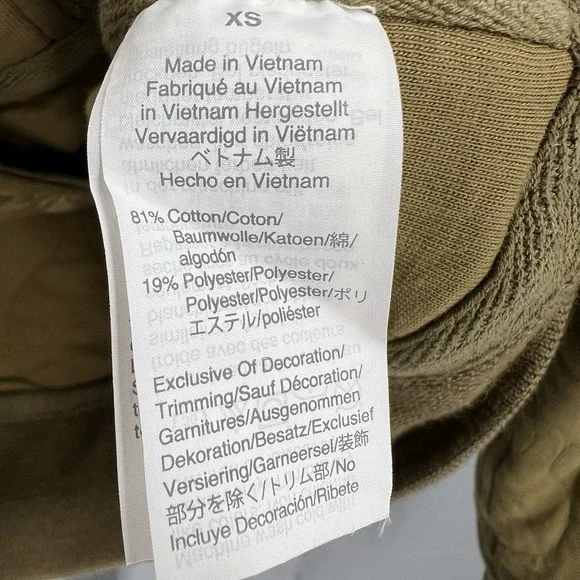 XS
Made in Vietnam
Fabriqué au Vietnam
in Vietnam Hergestellt
Vervaardigd in Viëtnam
ベトナム製
Hecho en Vietnam
81% Cotton/Coton/
Baumwolle/Katoen/綿/
algodón
19% Polyester/Polyester/
Polyester/Polyester/ポリ
エステル/poliéster
Exclusive Of Decoration/
Trimming/Sauf Décoration/
Garnitures/Ausgenommen
Dekoration/Besatz/Exclusief
Versiering/Garneersel/装飾
部分を除く/トリム部/No
Incluye Decoración/Ribete